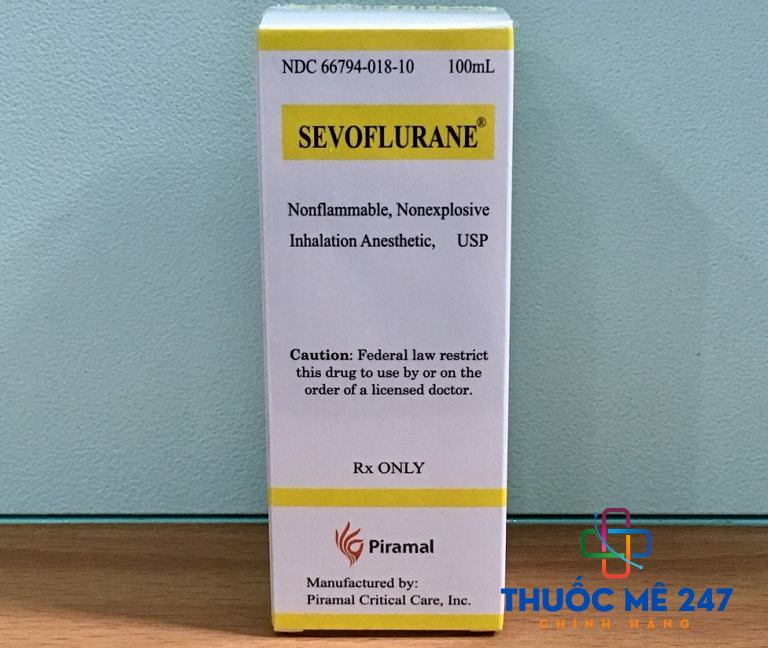 NDC 66794-018-10 100mL
SEVOFLURANE®
Nonflammable, Nonexplosive
Inhalation Anesthetic, USP
Caution: Federal law restrict
this drug to use by or on the
order of a licensed doctor.
Rx ONLY
Piramal
Manufactured by:
Piramal Critical Care, Inc.
THUỐC MÊ 247
CHÍNH HÃNG